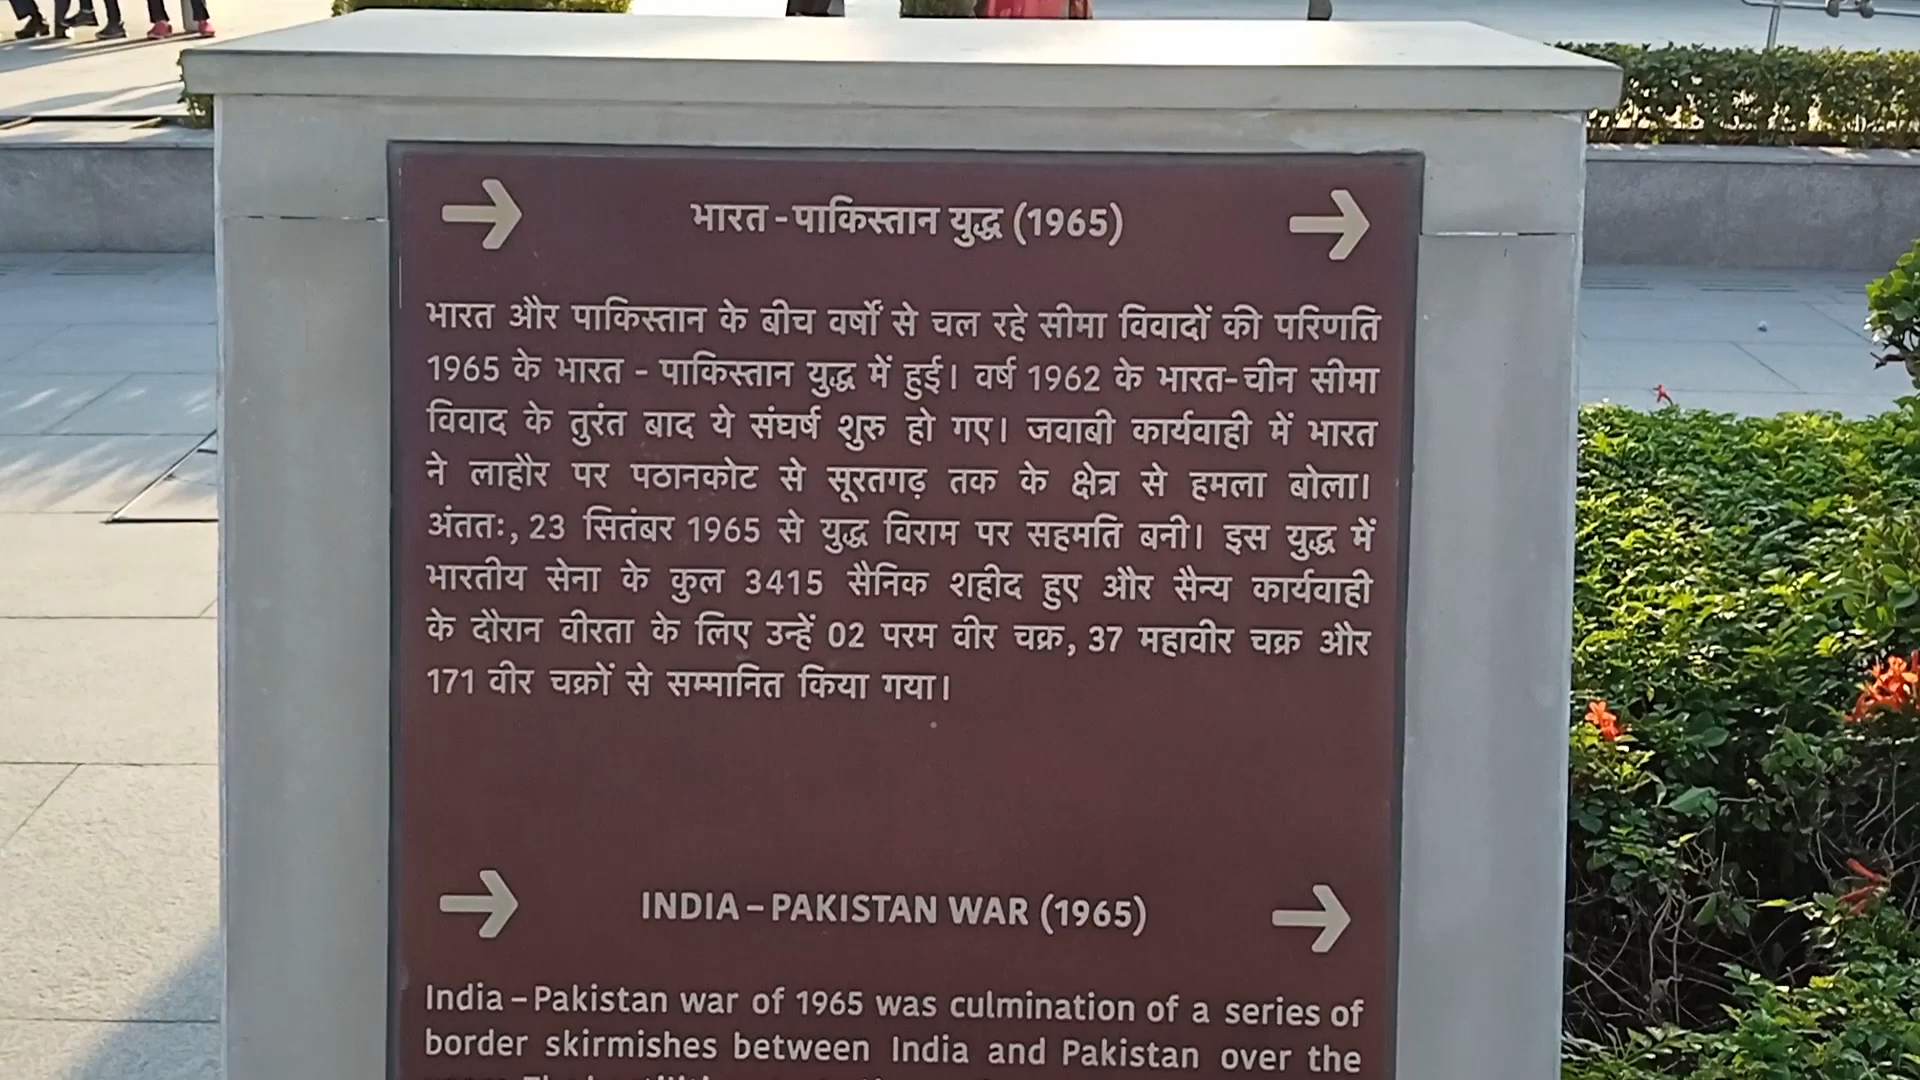 भारत - पाकिस्तान युद्ध (1965)
भारत और पाकिस्तान के बीच वर्षों से चल रहे सीमा विवादों की परिणति
1965 के भारत - पाकिस्तान युद्ध में हुई। वर्ष 1962 के भारत-चीन सीमा
विवाद के तुरंत बाद ये संघर्ष शुरु हो गए। जवाबी कार्यवाही में भारत
ने लाहौर पर पठानकोट से सूरतगढ़ तक के क्षेत्र से हमला बोला।
अंततः, 23 सितंबर 1965 से युद्ध विराम पर सहमति बनी। इस युद्ध में
भारतीय सेना के कुल 3415 सैनिक शहीद हुए और सैन्य कार्यवाही
के दौरान वीरता के लिए उन्हें 02 परम वीर चक्र, 37 महावीर चक्र और
171 वीर चक्रों से सम्मानित किया गया।
INDIA – PAKISTAN WAR (1965)
India – Pakistan war of 1965 was culmination of a series of
border skirmishes between India and Pakistan over the